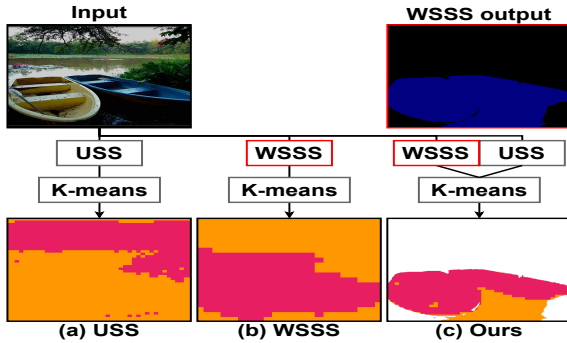 Input
WSSS output
USS
WSSS
WSSS USS
K-means
K-means
K-means
(a) USS
(b) WSSS
(c) Ours